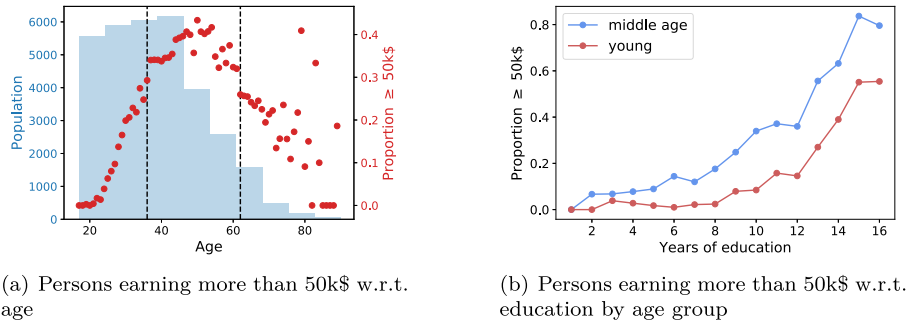 6000
5000
4000
3000
2000
1000
0
Population
20 40 60 80
Age
0.4
0.3
0.2
0.1
0.0
Proportion ≥ 50k$
0.8
0.6
0.4
0.2
0.0
Proportion ≥ 50k$
middle age
young
2 4 6 8 10 12 14 16
Years of education
(a) Persons earning more than 50k$ w.r.t.
age
(b) Persons earning more than 50k$ w.r.t.
education by age group